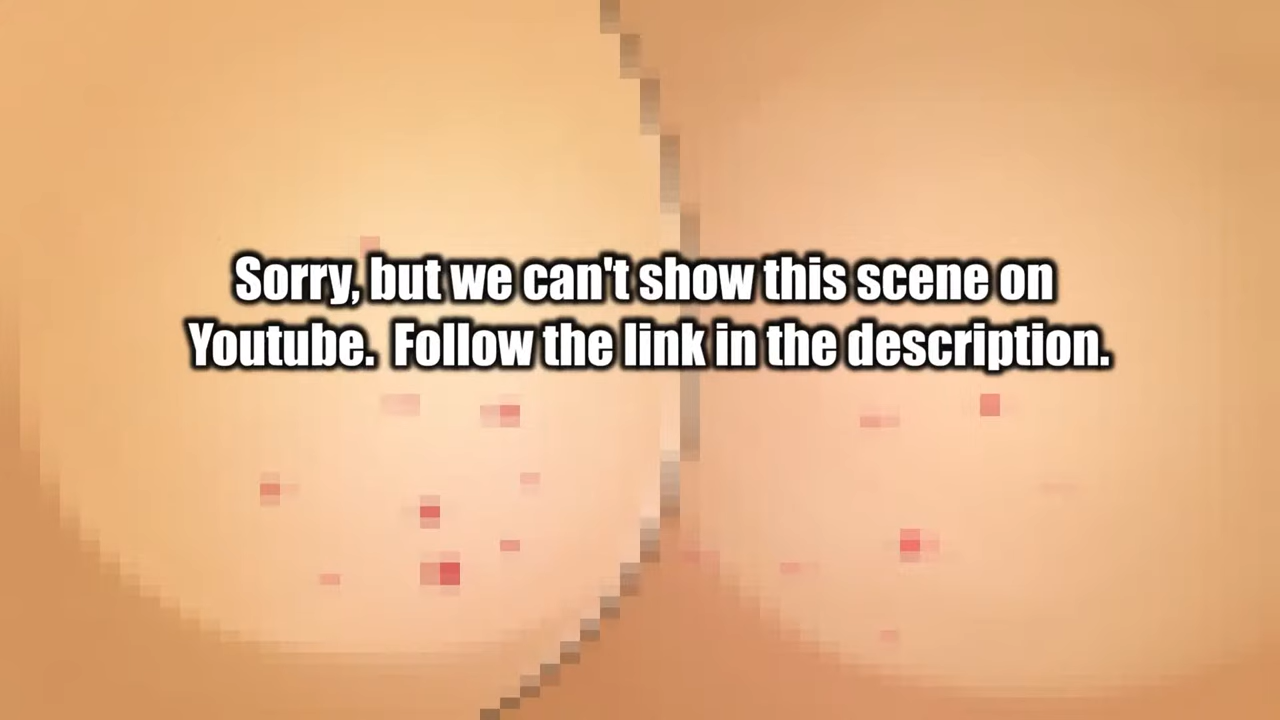 Sorry, but we can't show this scene on
Youtube.  Follow the link in the description.